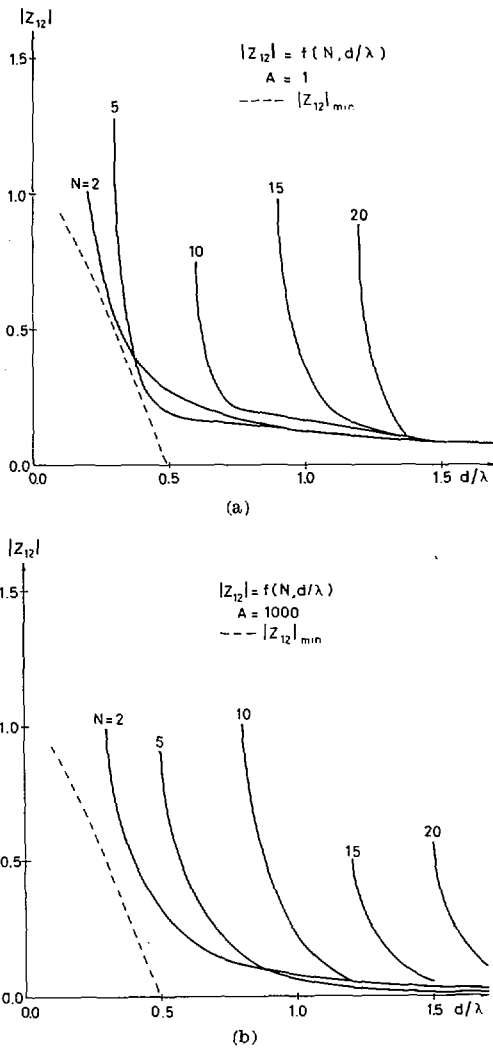 |Z12|
1.5
1.0
0.5
0.0
|Z12| = f(N, d/λ)
A = 1
---- |Z12|min
N=2
5
10
15
20
0.0
0.5
1.0
1.5
d/λ
(a)
|Z12|
1.5
1.0
0.5
0.0
|Z12| = f(N, d/λ)
A = 1000
--- |Z12|min
N=2
5
10
15
20
0.0
0.5
1.0
1.5
d/λ
(b)